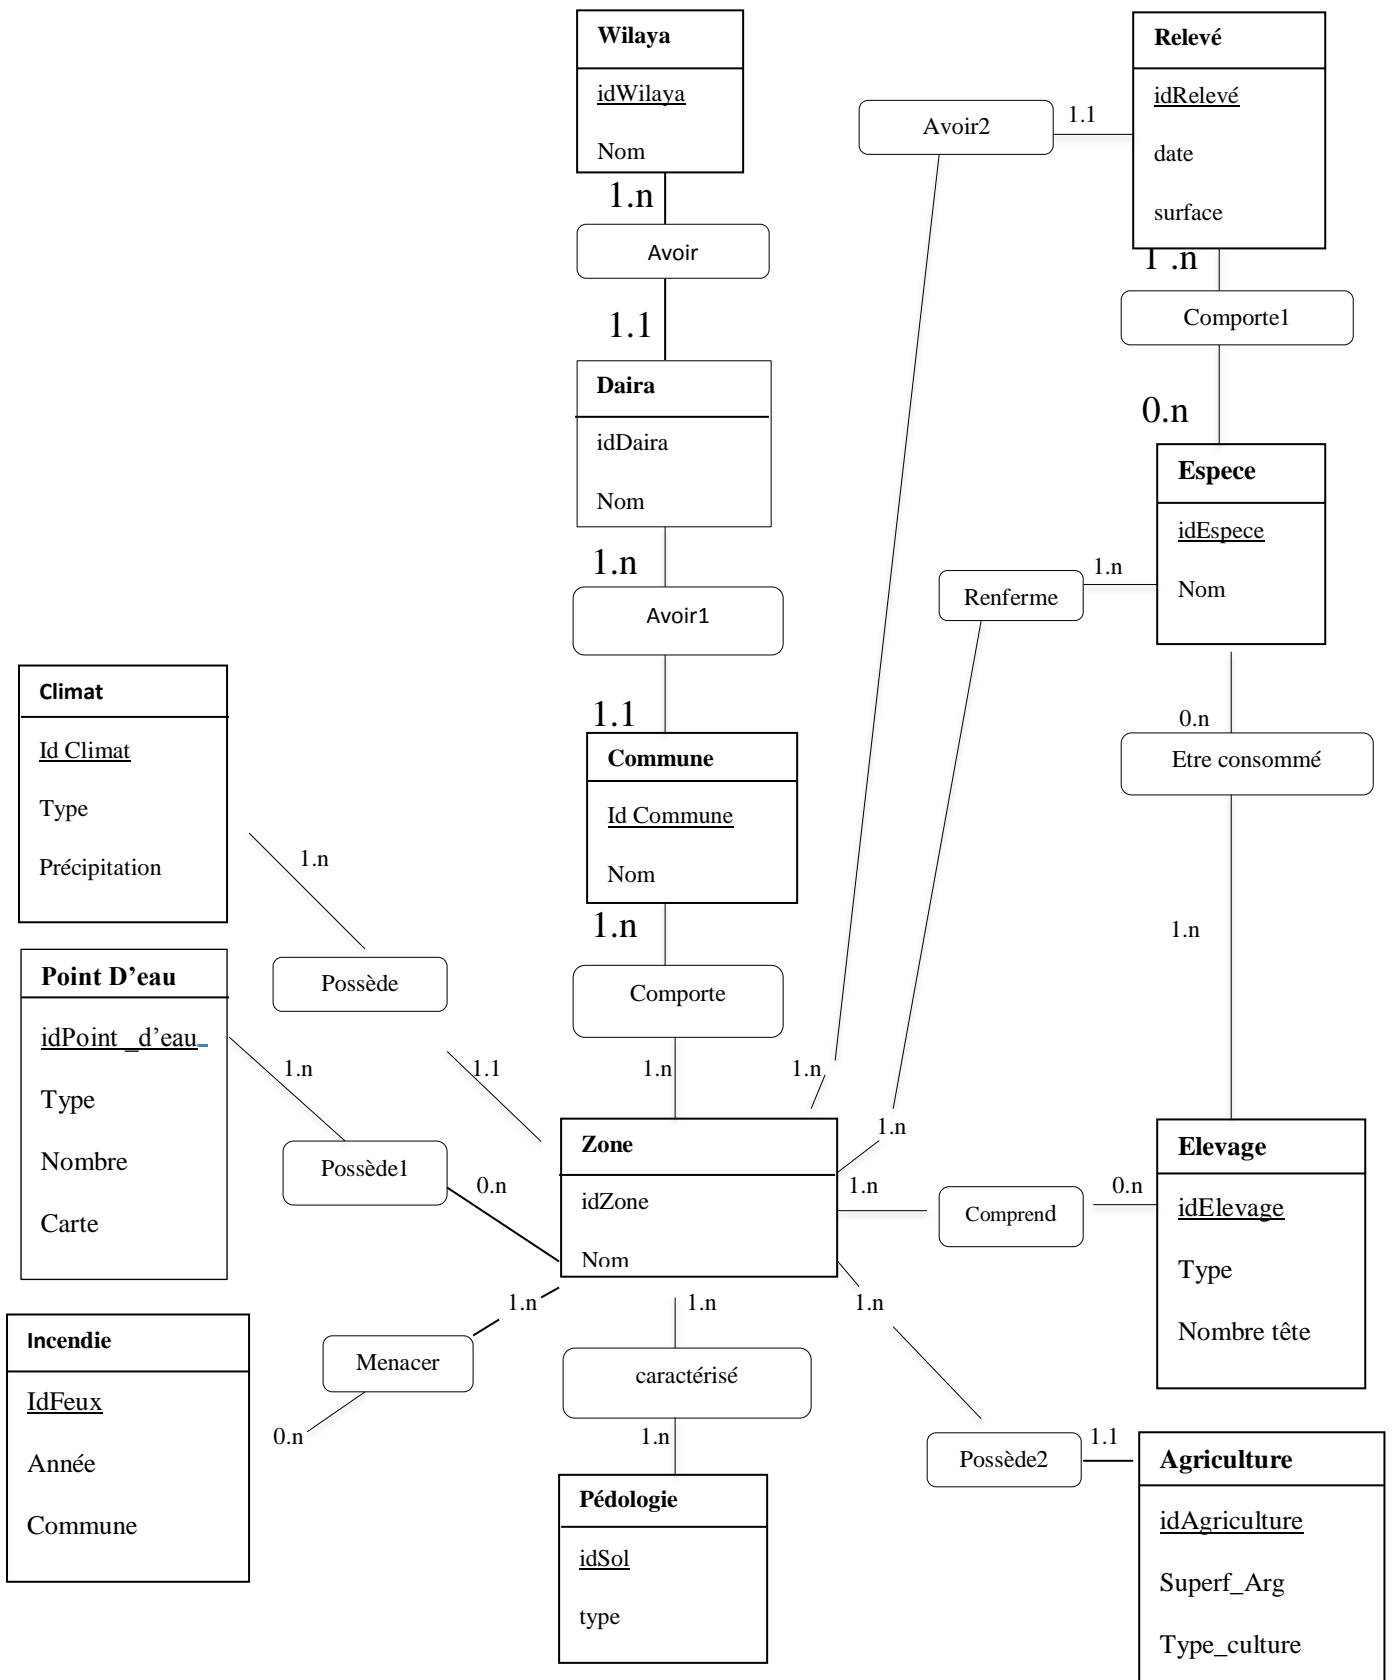 Wilaya
idWilaya
Nom
1.n
Avoir
1.1
Daira
idDaira
Nom
1.n
Avoir1
1.1
Commune
Id Commune
Nom
1.n
Comporte
1.n
Relevé
idRelevé
date
surface
1.1
Avoir2
1.n
1 .n
Comporte1
0.n
Espece
idEspece
Nom
1.n
Renferme
1.n
0.n
Etre consommé
1.n
Climat
Id Climat
Type
Précipitation
1.n
Possède
1.1
Point D’eau
idPoint _d’eau
Type
Nombre
Carte
1.n
Possède1
0.n
Zone
idZone
Nom
1.n
Comprend
0.n
Elevage
idElevage
Type
Nombre tête
Incendie
IdFeux
Année
Commune
0.n
Menacer
1.n
1.n
caractérisé
1.n
Pédologie
idSol
type
1.n
Possède2
1.1
Agriculture
idAgriculture
Superf_Arg
Type_culture